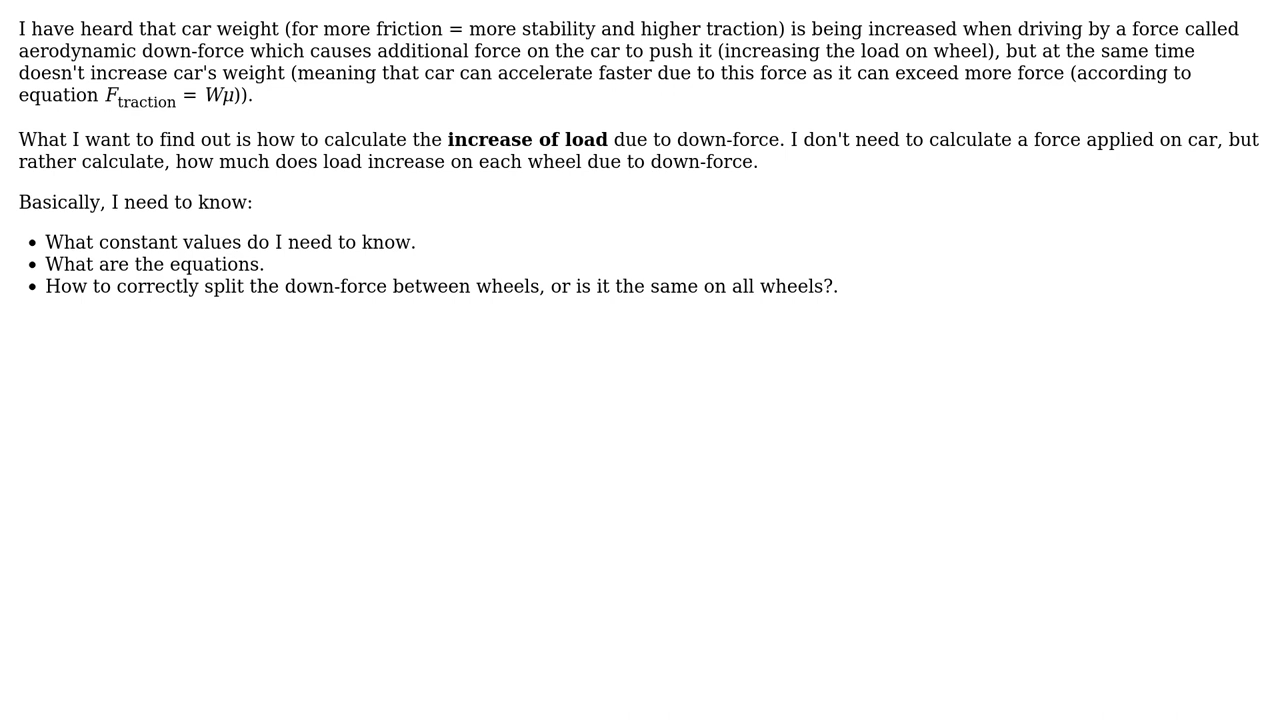 I have heard that car weight (for more friction = more stability and higher traction) is being increased when driving by a force called
aerodynamic down-force which causes additional force on the car to push it (increasing the load on wheel), but at the same time
doesn't increase car's weight (meaning that car can accelerate faster due to this force as it can exceed more force (according to
equation F_traction = Wμ)).
What I want to find out is how to calculate the increase of load due to down-force. I don't need to calculate a force applied on car, but
rather calculate, how much does load increase on each wheel due to down-force.
Basically, I need to know:
• What constant values do I need to know.
• What are the equations.
• How to correctly split the down-force between wheels, or is it the same on all wheels?.